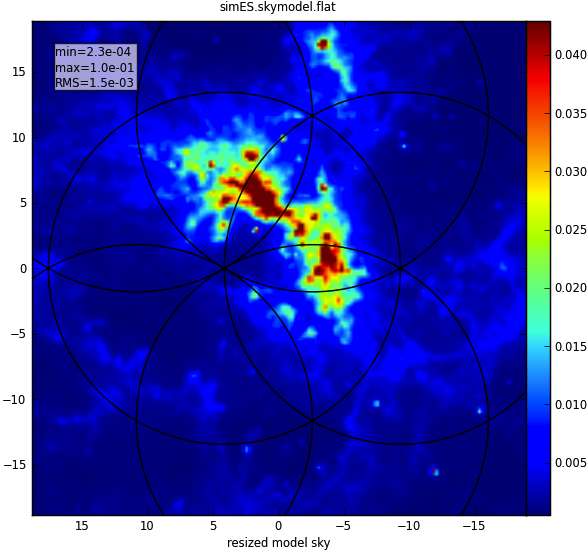 simES.skymodel.flat
min=2.3e-04
max=1.0e-01
RMS=1.5e-03
15
10
5
0
−5
−10
−15
15 10 5 0 −5 −10 −15
resized model sky
0.040
0.035
0.030
0.025
0.020
0.015
0.010
0.005